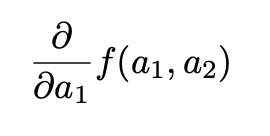 ∂/∂a₁ f(a₁, a₂)